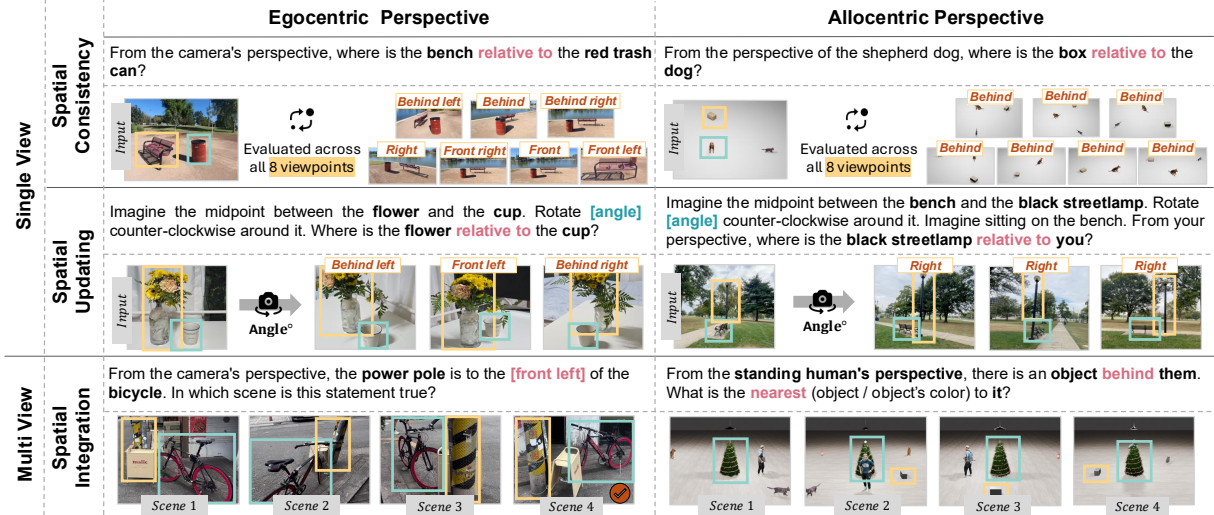 Egocentric Perspective
Allocentric Perspective
Single View
Spatial
Consistency
From the camera's perspective, where is the bench relative to the red trash
can?
Input
Evaluated across
all 8 viewpoints
Behind left
Behind
Behind right
Right
Front right
Front
Front left
From the perspective of the shepherd dog, where is the box relative to the
dog?
Input
Evaluated across
all 8 viewpoints
Behind
Behind
Behind
Behind
Behind
Behind
Behind
Spatial
Updating
Imagine the midpoint between the flower and the cup. Rotate [angle]
counter-clockwise around it. Where is the flower relative to the cup?
Input
Angle°
Behind left
Front left
Behind right
Imagine the midpoint between the bench and the black streetlamp. Rotate
[angle] counter-clockwise around it. Imagine sitting on the bench. From your
perspective, where is the black streetlamp relative to you?
Input
Angle°
Right
Right
Right
Multi View
Spatial
Integration
From the camera's perspective, the power pole is to the [front left] of the
bicycle. In which scene is this statement true?
Scene 1
Scene 2
Scene 3
Scene 4
From the standing human's perspective, there is an object behind them.
What is the nearest (object / object's color) to it?
Scene 1
Scene 2
Scene 3
Scene 4